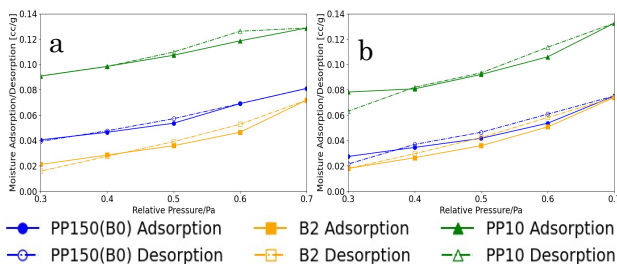 Moisture Adsorption/Desorption [cc/g]
0.14
0.12
0.10
0.08
0.06
0.04
0.02
0.00
a
0.3 0.4 0.5 0.6 0.7
Relative Pressure/Pa
Moisture Adsorption/Desorption [cc/g]
0.14
0.12
0.10
0.08
0.06
0.04
0.02
0.00
b
0.3 0.4 0.5 0.6 0.
Relative Pressure/Pa
PP150(B0) Adsorption B2 Adsorption PP10 Adsorption
PP150(B0) Desorption B2 Desorption PP10 Desorption